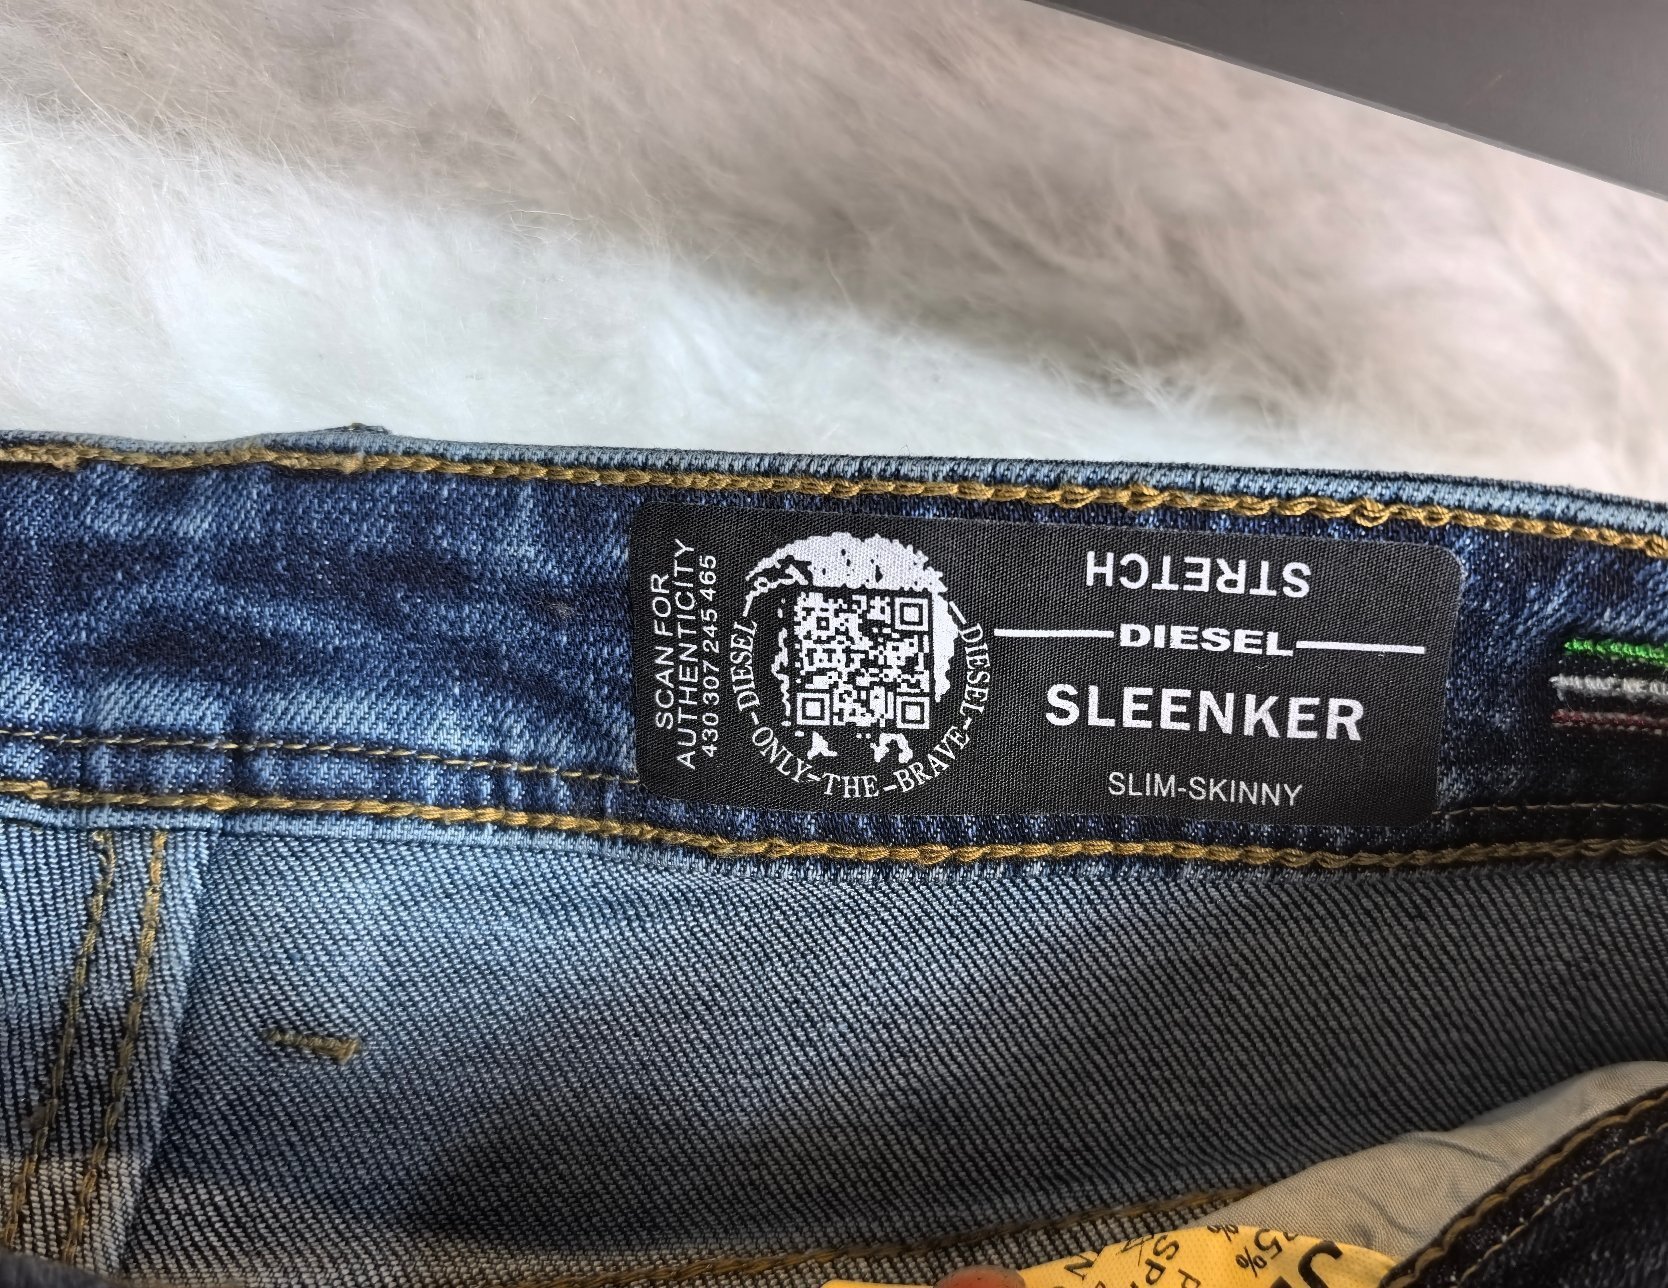 SCAN FOR
AUTHENTICITY
430 307 245 465
DIESEL-ONLY-THE-BRAVE-DIESEL-
STRETCH
DIESEL
SLEENKER
SLIM-SKINNY